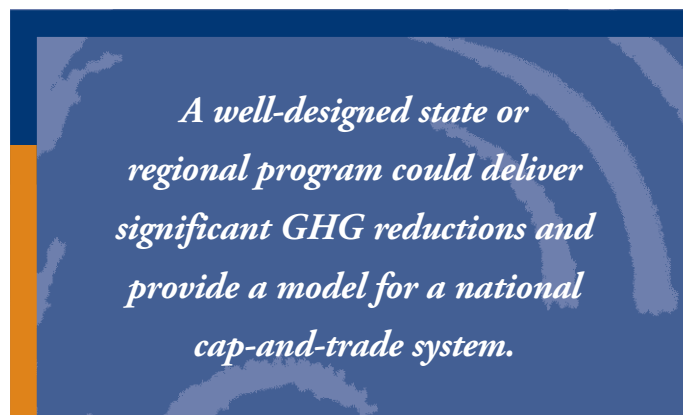 A well-designed state or
regional program could deliver
significant GHG reductions and
provide a model for a national
cap-and-trade system.